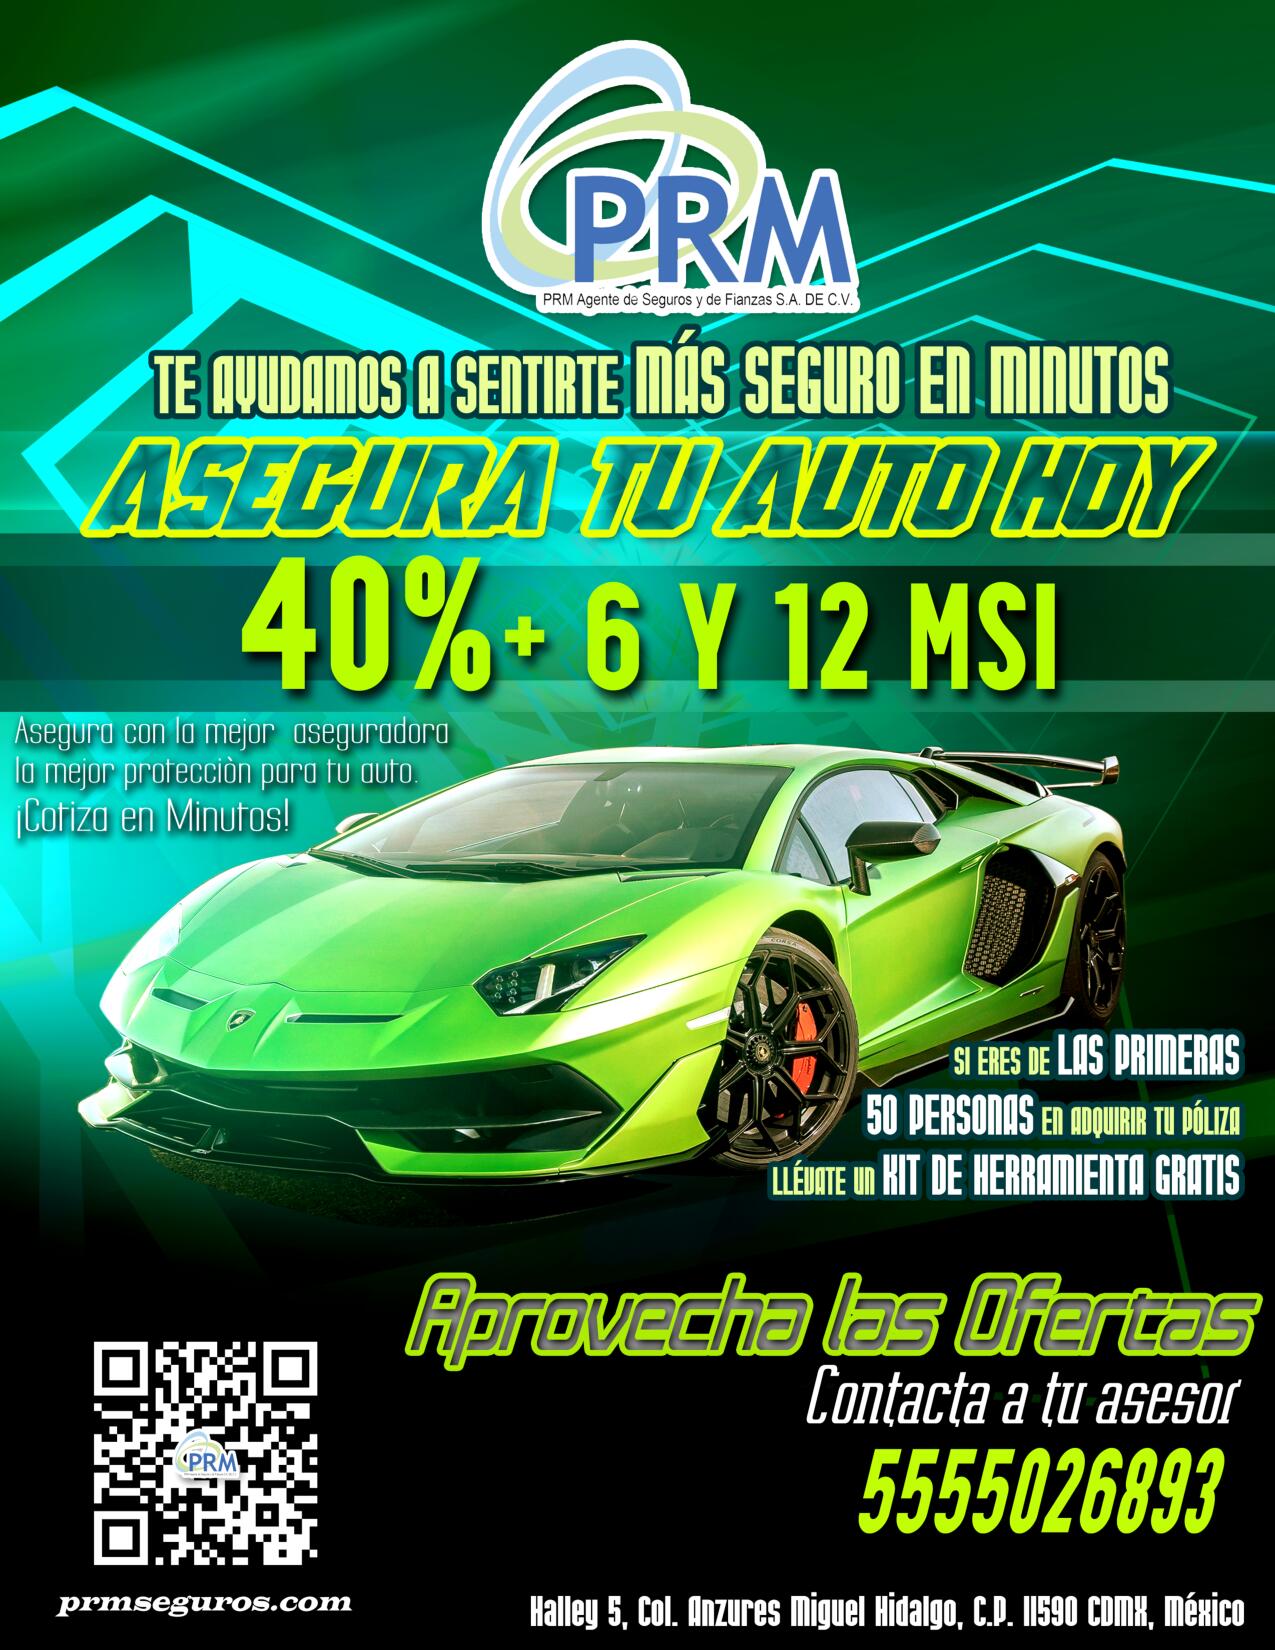 PRM
PRM Agente de Seguros y de Fianzas S.A. DE C.V.
TE AYUDAMOS A SENTIRTE MÁS SEGURO EN MINUTOS
ASEGURA TU AUTO HOY
40% + 6 Y 12 MSI
Asegura con la mejor aseguradora
la mejor protecciòn para tu auto.
¡Cotiza en Minutos!
CORSA
SI ERES DE LAS PRIMERAS
50 PERSONAS EN ADQUIRIR TU PÓLIZA
LLÉVATE UN KIT DE HERRAMIENTA GRATIS
Aprovecha las Ofertas
Contacta a tu asesor
5555026893
PRM
prmseguros.com
Halley 5, Col. Anzures Miguel Hidalgo, C.P. 11590 CDMX, México